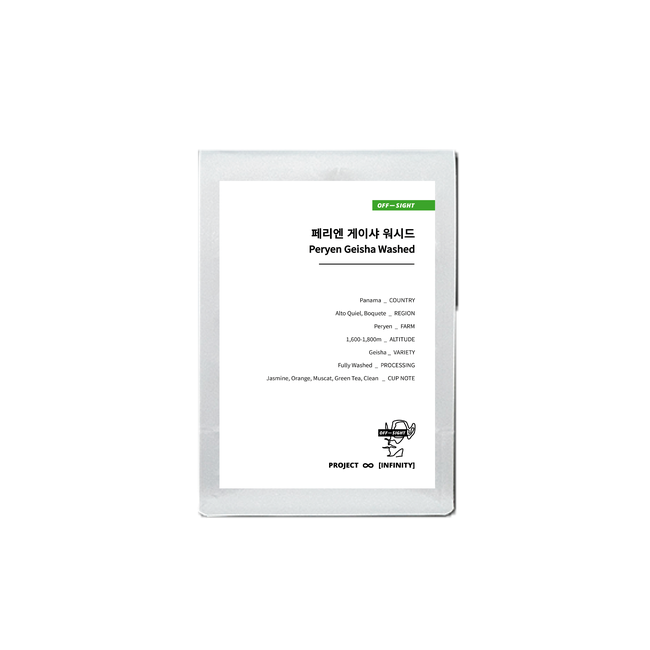 OFF—SIGHT
페리엔 게이샤 워시드
Peryen Geisha Washed
Panama _ COUNTRY
Alto Quiel, Boquete _ REGION
Peryen _ FARM
1,600-1,800m _ ALTITUDE
Geisha _ VARIETY
Fully Washed _ PROCESSING
Jasmine, Orange, Muscat, Green Tea, Clean _ CUP NOTE
OFF—SIGHT
PROJECT ∞ [INFINITY]